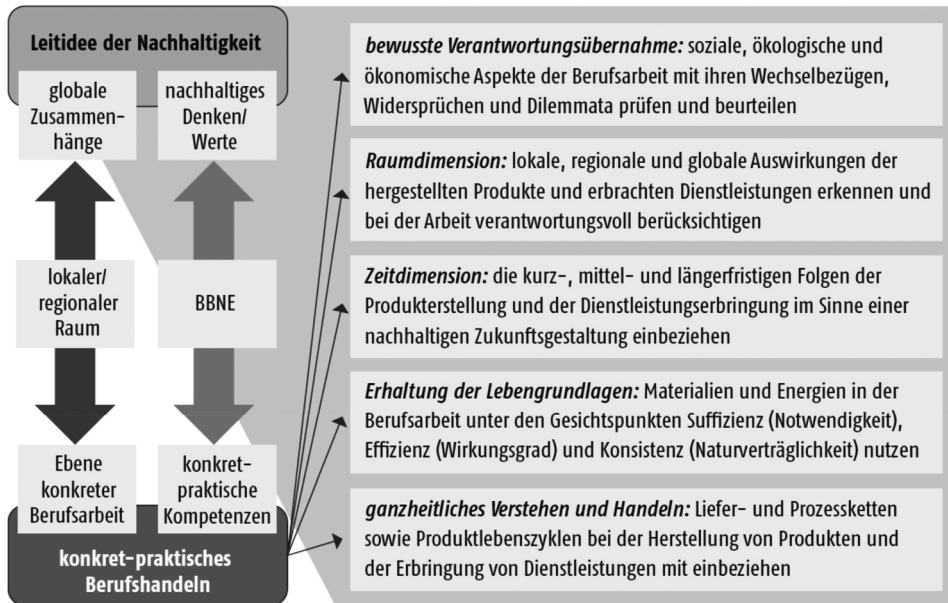 Leitidee der Nachhaltigkeit
globale
Zusammen-
hänge
nachhaltiges
Denken/
Werte
lokaler/
regionaler
Raum
BBNE
Ebene
konkreter
Berufsarbeit
konkret-
praktische
Kompetenzen
konkret-praktisches
Berufshandeln
bewusste Verantwortungsübernahme: soziale, ökologische und
ökonomische Aspekte der Berufsarbeit mit ihren Wechselbezügen,
Widersprüchen und Dilemmata prüfen und beurteilen
Raumdimension: lokale, regionale und globale Auswirkungen der
hergestellten Produkte und erbrachten Dienstleistungen erkennen und
bei der Arbeit verantwortungsvoll berücksichtigen
Zeitdimension: die kurz-, mittel- und längerfristigen Folgen der
Produkterstellung und der Dienstleistungserbringung im Sinne einer
nachhaltigen Zukunftsgestaltung einbeziehen
Erhaltung der Lebengrundlagen: Materialien und Energien in der
Berufsarbeit unter den Gesichtspunkten Suffizienz (Notwendigkeit),
Effizienz (Wirkungsgrad) und Konsistenz (Naturverträglichkeit) nutzen
ganzheitliches Verstehen und Handeln: Liefer- und Prozessketten
sowie Produktlebenszyklen bei der Herstellung von Produkten und
der Erbringung von Dienstleistungen mit einbeziehen